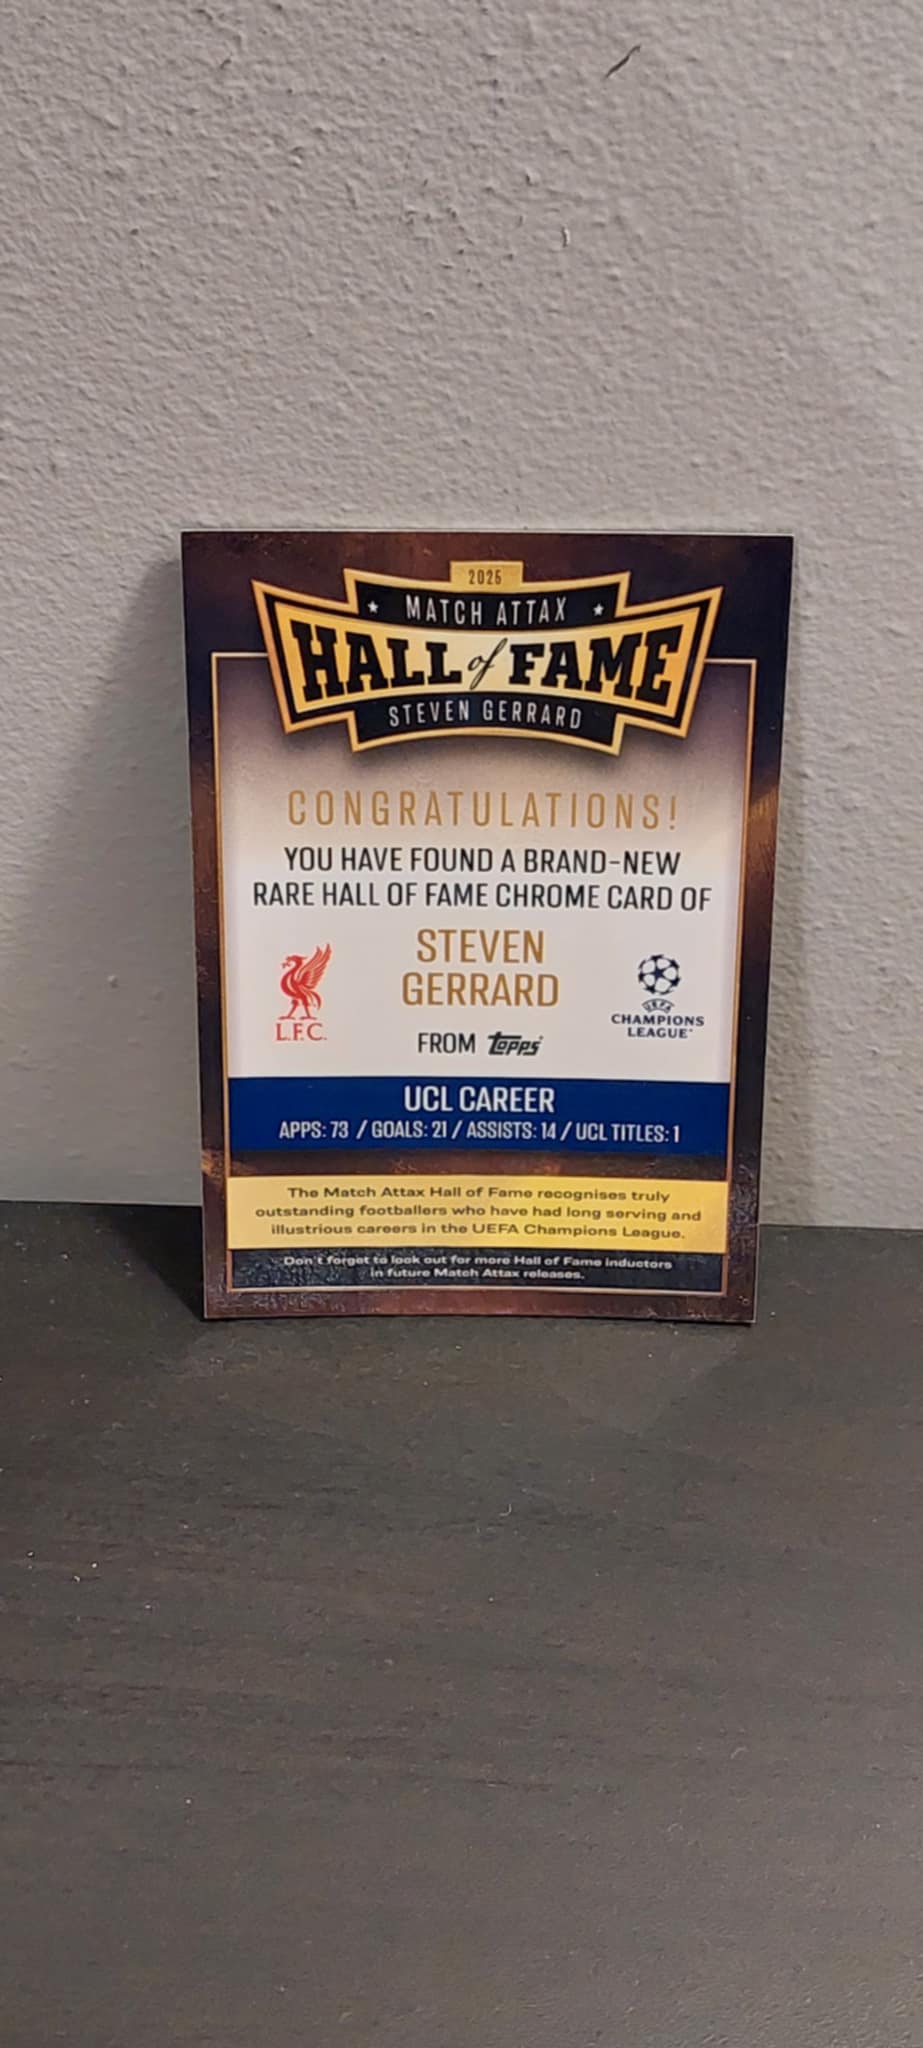 2025
MATCH ATTAX
HALL of FAME
STEVEN GERRARD
CONGRATULATIONS!
YOU HAVE FOUND A BRAND-NEW
RARE HALL OF FAME CHROME CARD OF
STEVEN
GERRARD
L.F.C.
UEFA
CHAMPIONS
LEAGUE
FROM topps
UCL CAREER
APPS: 73 / GOALS: 21 / ASSISTS: 14 / UCL TITLES: 1
The Match Attax Hall of Fame recognises truly
outstanding footballers who have had long serving and
illustrious careers in the UEFA Champions League.
Don't forget to look out for more Hall of Fame inductors
in future Match Attax releases.